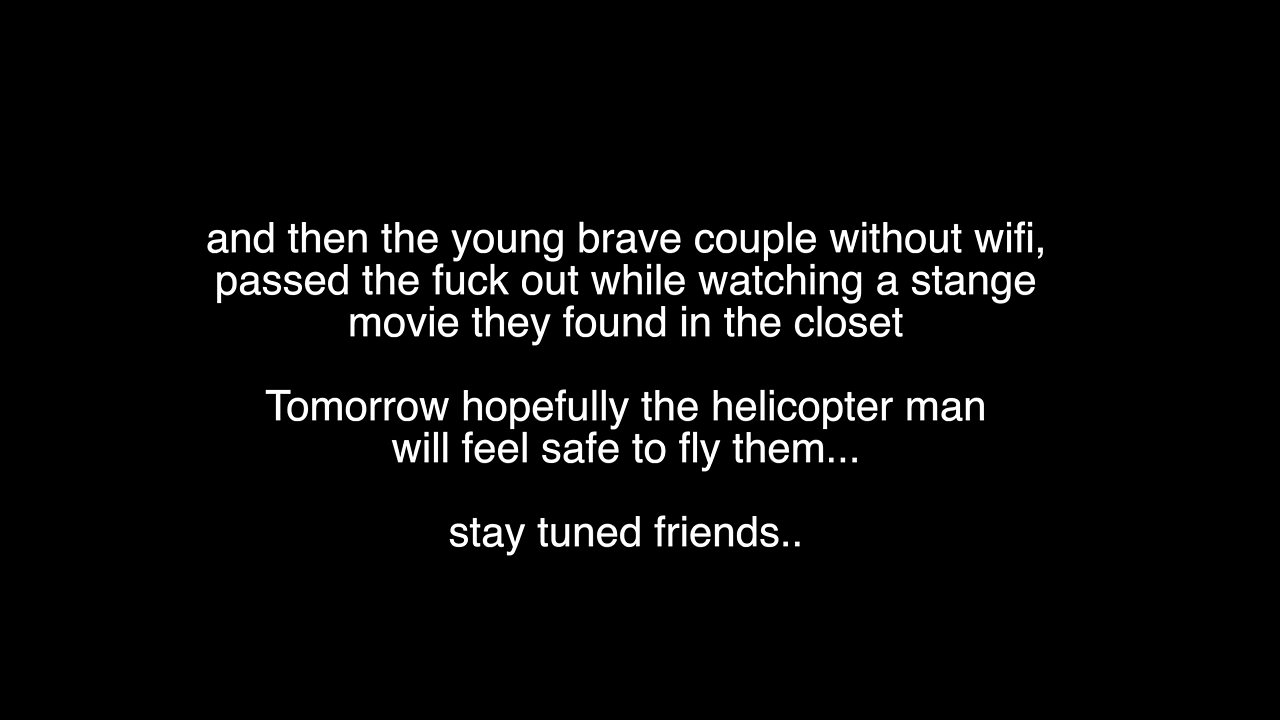 and then the young brave couple without wifi,
passed the fuck out while watching a stange
movie they found in the closet
Tomorrow hopefully the helicopter man
will feel safe to fly them...
stay tuned friends..